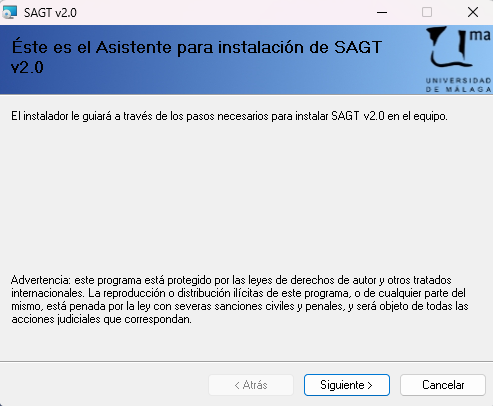 SAGT v2.0
Éste es el Asistente para instalación de SAGT
v2.0
uma
UNIVERSIDAD
DE MÁLAGA
El instalador le guiará a través de los pasos necesarios para instalar SAGT v2.0 en el equipo.
Advertencia: este programa está protegido por las leyes de derechos de autor y otros tratados
internacionales. La reproducción o distribución ilícitas de este programa, o de cualquier parte del
mismo, está penada por la ley con severas sanciones civiles y penales, y será objeto de todas las
acciones judiciales que correspondan.
< Atrás
Siguiente >
Cancelar